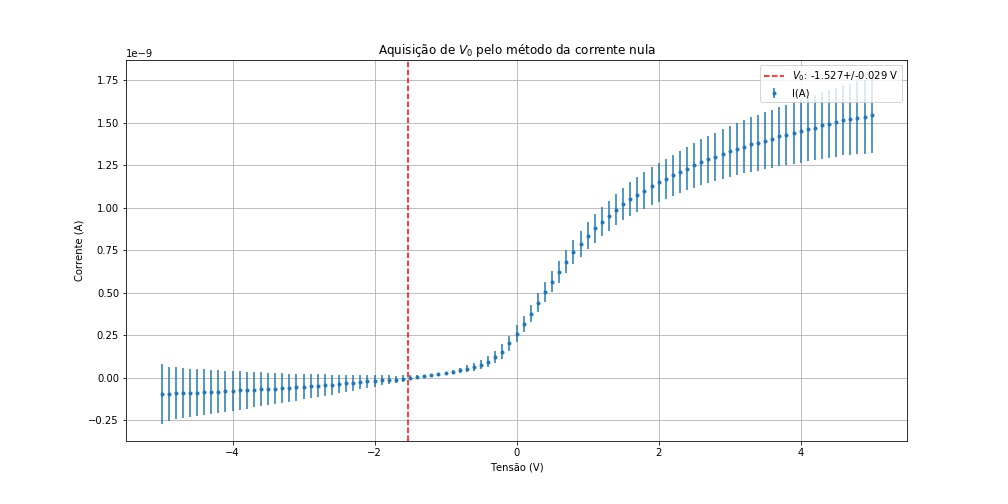 Aquisição de V₀ pelo método da corrente nula
1e−9
V₀: -1.527+/-0.029 V
I(A)
1.75
1.50
1.25
1.00
0.75
0.50
0.25
0.00
−0.25
Corrente (A)
−4
−2
0
2
4
Tensão (V)